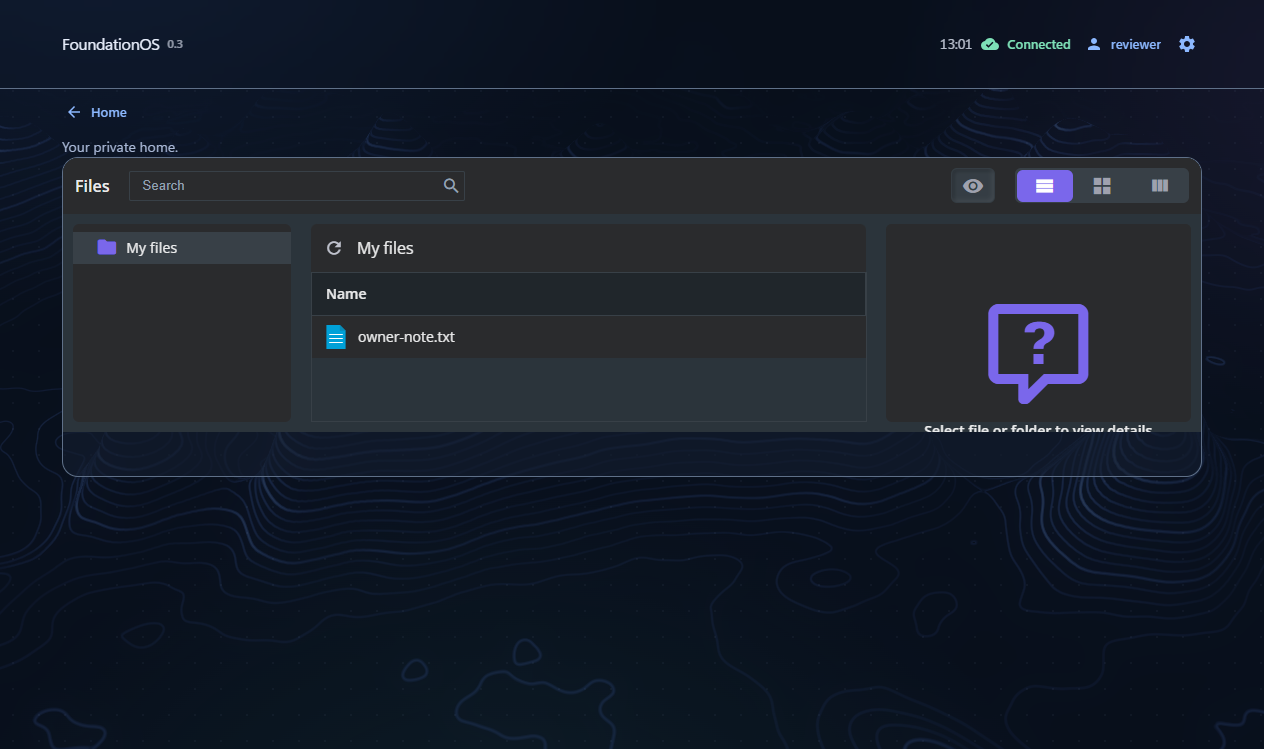 FoundationOS 0.3
13:01 Connected reviewer
Home
Your private home.
Files
Search
My files
My files
Name
owner-note.txt
?
Select file or folder to view details